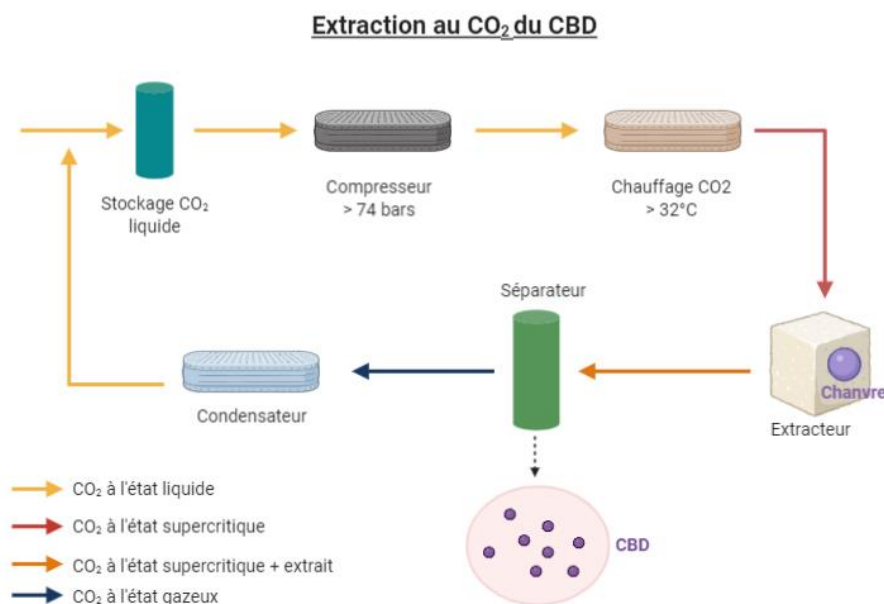 Extraction au CO₂ du CBD
Stockage CO₂
liquide
Compresseur
> 74 bars
Chauffage CO2
> 32°C
Séparateur
Condensateur
Chanvre
Extracteur
CBD
CO₂ à l'état liquide
CO₂ à l'état supercritique
CO₂ à l'état supercritique + extrait
CO₂ à l'état gazeux